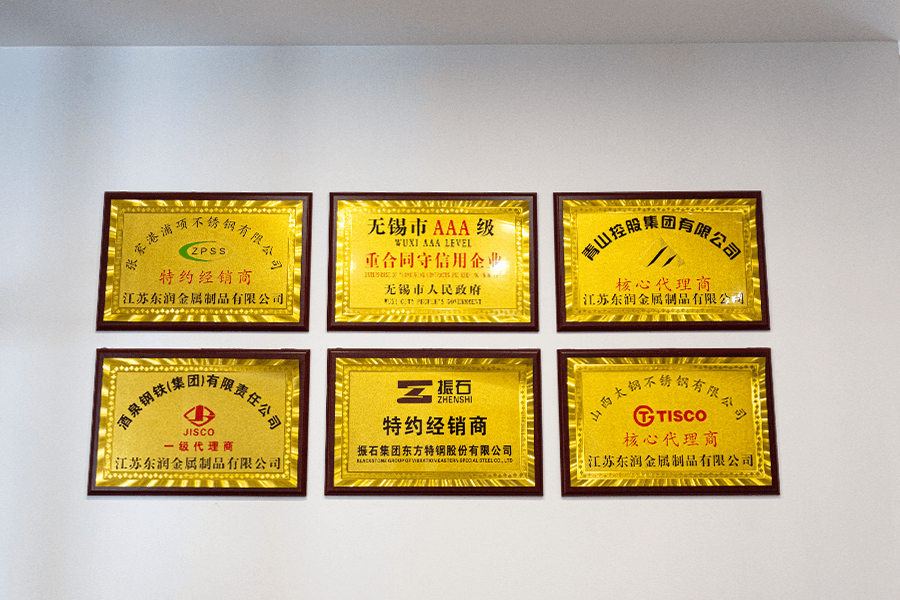 张家港浦项不锈钢有限公司
ZPSS
特约经销商
江苏东润金属制品有限公司
无锡市 AAA 级
WUXI AAA LEVEL
重合同守信用企业
无锡市人民政府
WUXI CITY PEOPLE'S GOVERNMENT
青山控股集团有限公司
核心代理商
江苏东润金属制品有限公司
酒泉钢铁(集团)有限责任公司
JISCO
一级代理商
江苏东润金属制品有限公司
振石
ZHENSHI
特约经销商
振石集团东方特钢股份有限公司
山西太钢不锈钢有限公司
TISCO
核心代理商
江苏东润金属制品有限公司